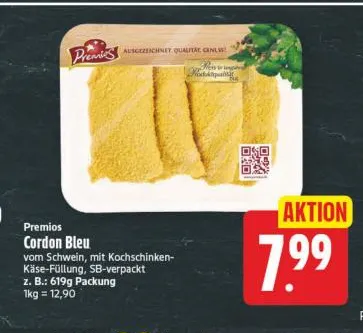 Premios
AUSGEZEICHNET. QUALITÄT GENUSS
AKTION
7.99
Premios
Cordon Bleu
vom Schwein, mit Kochschinken-
Käse-Füllung, SB-verpackt
z. B.: 619g Packung
1kg = 12,90